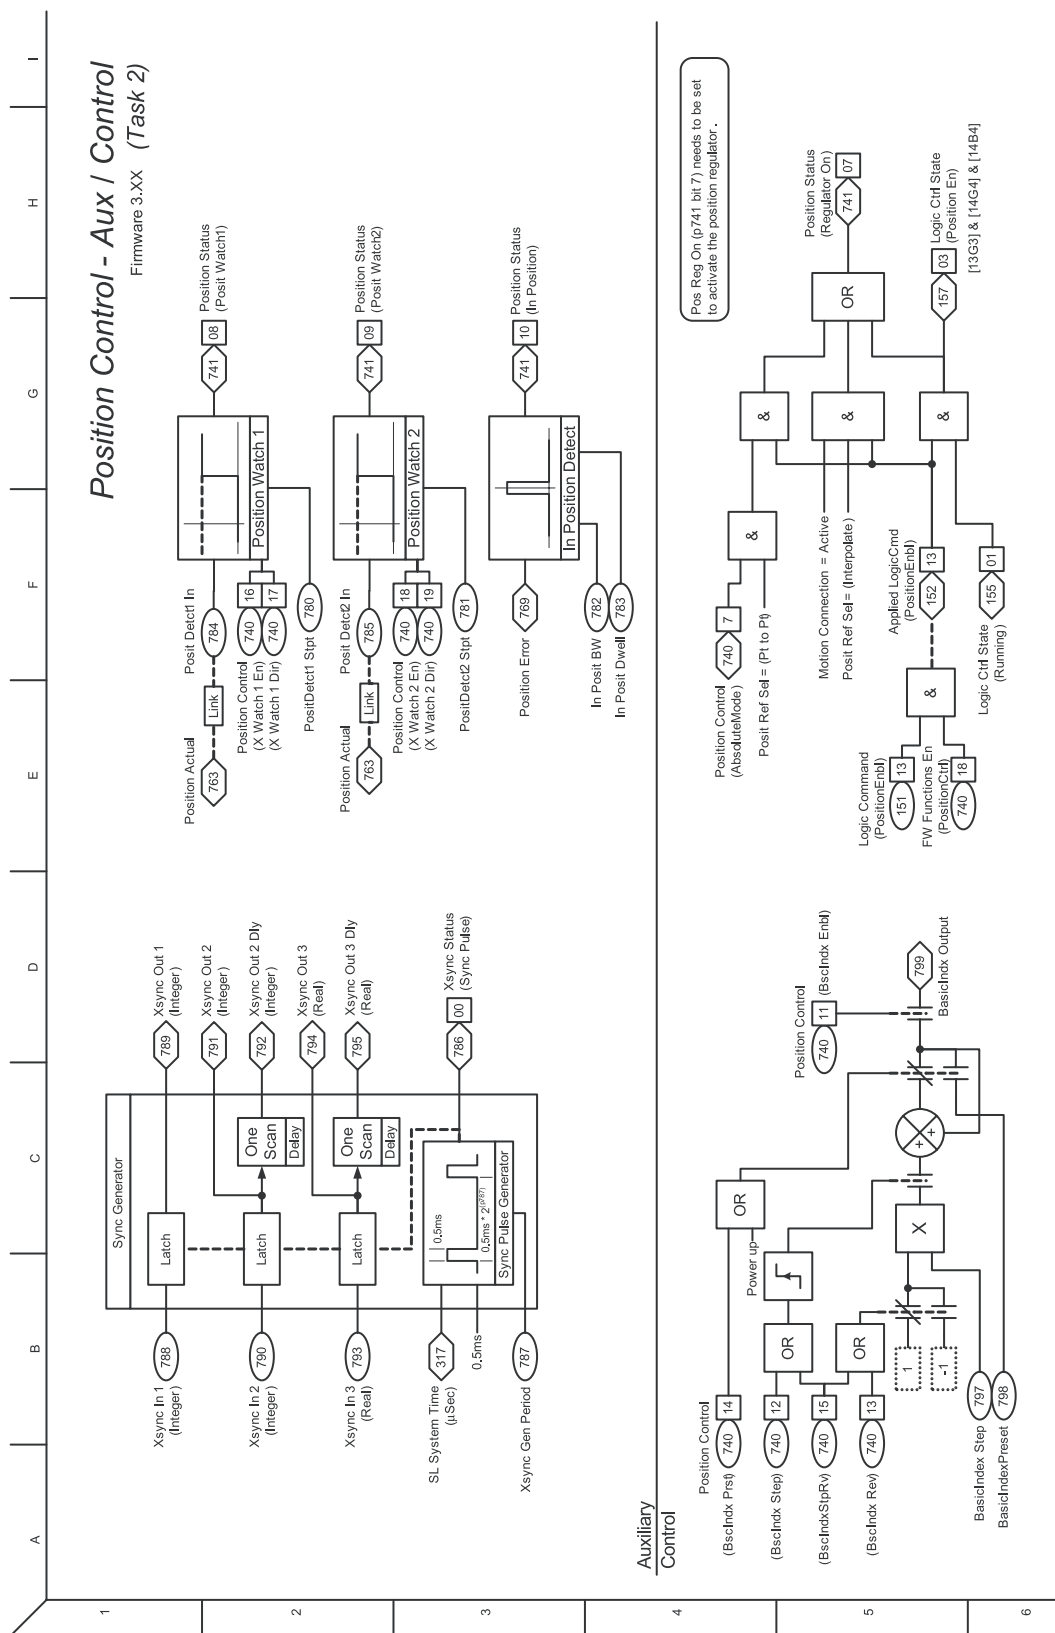 A
B
C
D
E
F
G
H
I
1
2
3
4
5
6
Position Control - Aux / Control
Firmware 3.XX
(Task 2)
Sync Generator
Xsync In 1
(Integer)
788
Latch
789
Xsync Out 1
(Integer)
791
Xsync Out 2
(Integer)
Xsync In 2
(Integer)
790
Latch
One
Scan
Delay
792
Xsync Out 2 Dly
(Integer)
794
Xsync Out 3
(Real)
Xsync In 3
(Real)
793
Latch
One
Scan
Delay
795
Xsync Out 3 Dly
(Real)
SL System Time
(µSec)
317
0.5ms
0.5ms
0.5ms * 2(p787)
Sync Pulse Generator
786
00
Xsync Status
(Sync Pulse)
Xsync Gen Period
787
Position Actual
763
Link
Posit Detct1 In
784
Position Control
(X Watch 1 En)
(X Watch 1 Dir)
740
16
740
17
PositDetct1 Stpt
780
Position Watch 1
741
08
Position Status
(Posit Watch1)
Position Actual
763
Link
Posit Detct2 In
785
Position Control
(X Watch 2 En)
(X Watch 2 Dir)
740
18
740
19
PositDetct2 Stpt
781
Position Watch 2
741
09
Position Status
(Posit Watch2)
Position Error
769
In Posit BW
782
In Posit Dwell
783
In Position Detect
741
10
Position Status
(In Position)
Auxiliary
Control
Position Control
(BscIndx Prst)
740
14
Power up
OR
(BscIndx Step)
740
12
OR
(BscIndxStpRv)
740
15
(BscIndx Rev)
740
13
OR
1
-1
X
+
+
BasicIndex Step
797
BasicIndexPreset
798
Position Control
740
11
(BscIndx Enbl)
799
BasicIndx Output
Position Control
(AbsoluteMode)
740
7
Posit Ref Sel = (Pt to Pt)
&
&
Motion Connection = Active
Posit Ref Sel = (Interpolate)
&
Logic Command
(PositionEnbl)
151
13
FW Functions En
(PositionCtrl)
740
18
&
Applied LogicCmd
(PositionEnbl)
152
13
Logic Ctrl State
(Running)
155
01
&
OR
Position Status
(Regulator On)
741
07
157
03
Logic Ctrl State
(Position En)
[13G3] & [14G4] & [14B4]
Pos Reg On (p741 bit 7) needs to be set
to activate the position regulator.